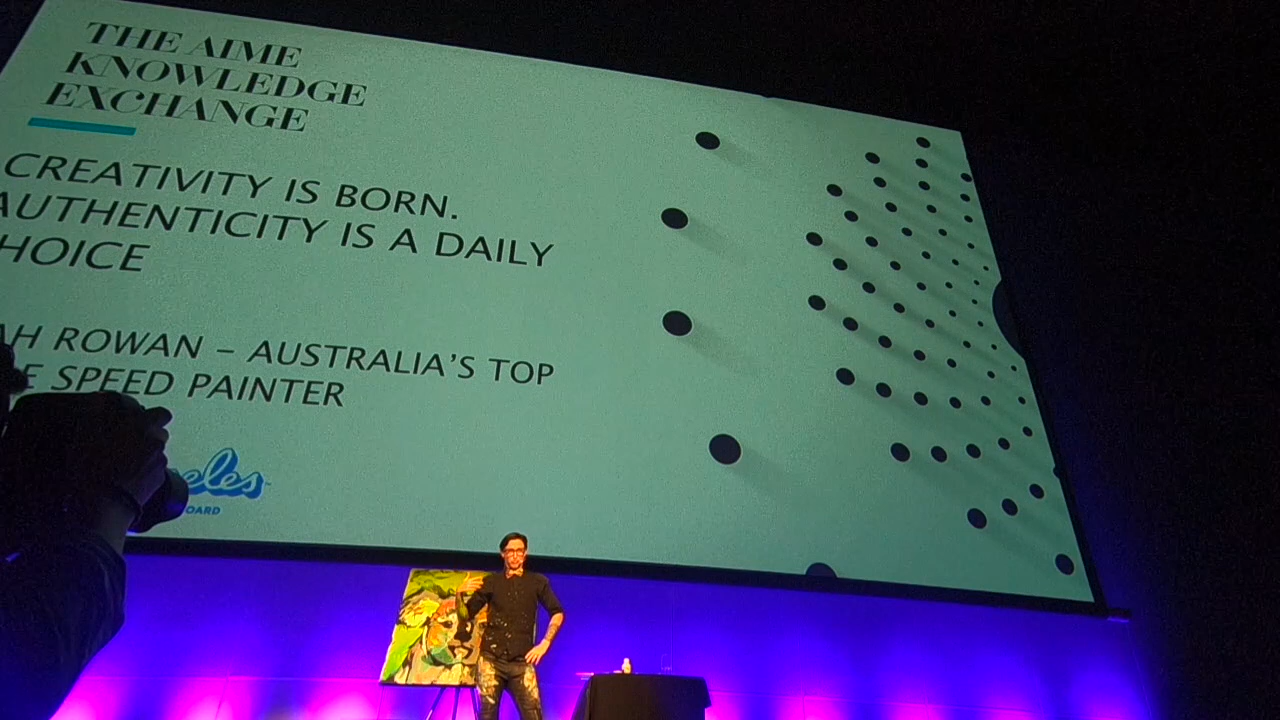 THE AIME
KNOWLEDGE
EXCHANGE
CREATIVITY IS BORN.
AUTHENTICITY IS A DAILY
HOICE
AH ROWAN – AUSTRALIA'S TOP
E SPEED PAINTER
eles
OARD